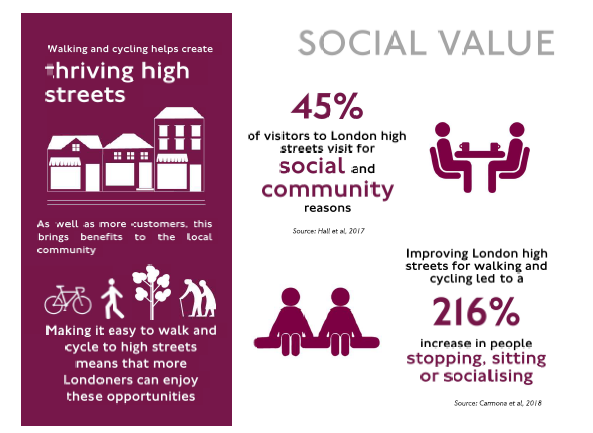 Walking and cycling helps create
thriving high
streets
As well as more customers, this
brings benefits to the local
community
Making it easy to walk and
cycle to high streets
means that more
Londoners can enjoy
these opportunities
SOCIAL VALUE
45%
of visitors to London high
streets visit for
social and
community
reasons
Source: Hall et al, 2017
Improving London high
streets for walking and
cycling led to a
216%
increase in people
stopping, sitting
or socialising
Source: Carmona et al, 2018